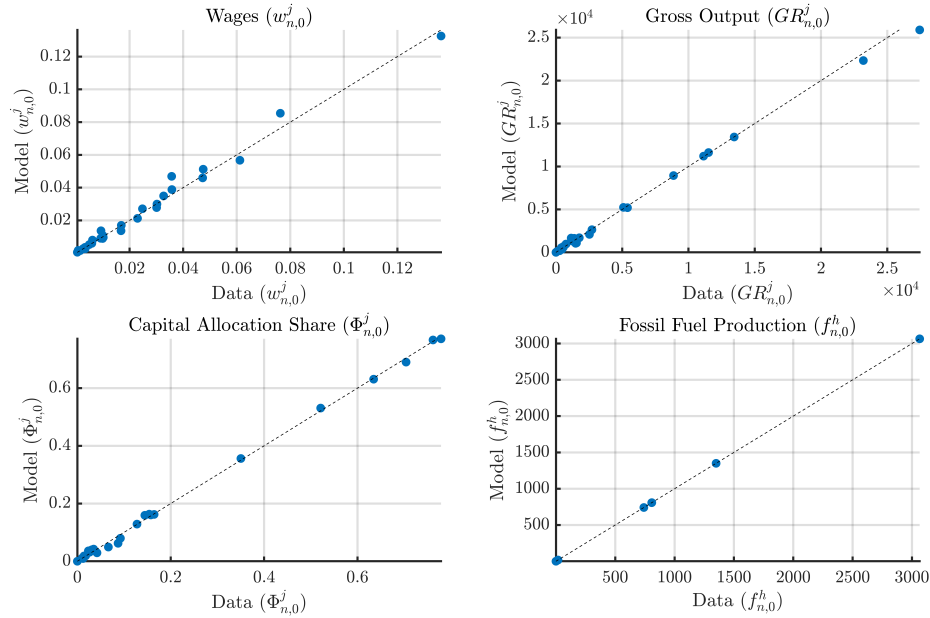 Wages (w^j_{n,0})
Model (w^j_{n,0})
0.12
0.1
0.08
0.06
0.04
0.02
0.02 0.04 0.06 0.08 0.1 0.12
Data (w^j_{n,0})
Gross Output (GR^j_{n,0})
×10^4
Model (GR^j_{n,0})
2.5
2
1.5
1
0.5
0
0 0.5 1 1.5 2 2.5
×10^4
Data (GR^j_{n,0})
Capital Allocation Share (Φ^j_{n,0})
Model (Φ^j_{n,0})
0.6
0.4
0.2
0
0 0.2 0.4 0.6
Data (Φ^j_{n,0})
Fossil Fuel Production (f^h_{n,0})
Model (f^h_{n,0})
3000
2500
2000
1500
1000
500
500 1000 1500 2000 2500 3000
Data (f^h_{n,0})